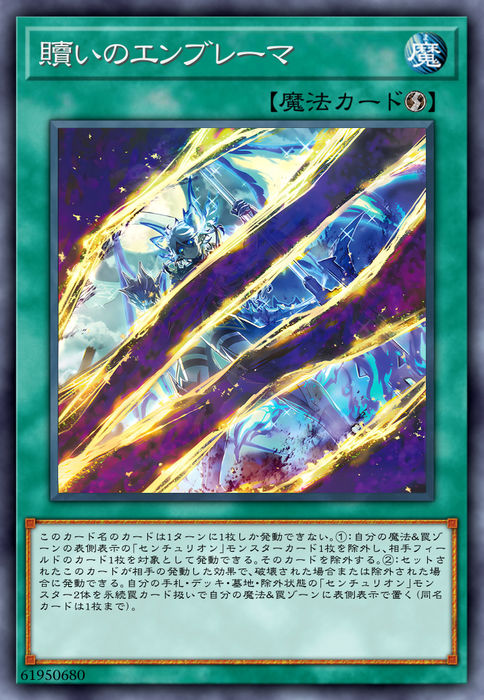 贖いのエンブレーマ
魔
【魔法カード】
このカード名のカードは1ターンに1枚しか発動できない。①:自分の魔法&罠ゾ
ーンの表側表示の「センチュリオン」モンスターカード1枚を除外し、相手フィー
ルドのカード1枚を対象として発動できる。そのカードを除外する。②:セットさ
れたこのカードが相手の発動した効果で、破壊された場合または除外された場
合に発動できる。自分の手札・デッキ・墓地・除外状態の「センチュリオン」モン
スター2体を永続罠カード扱いで自分の魔法&罠ゾーンに表側表示で置く(同名
カードは1枚まで)。
61950680